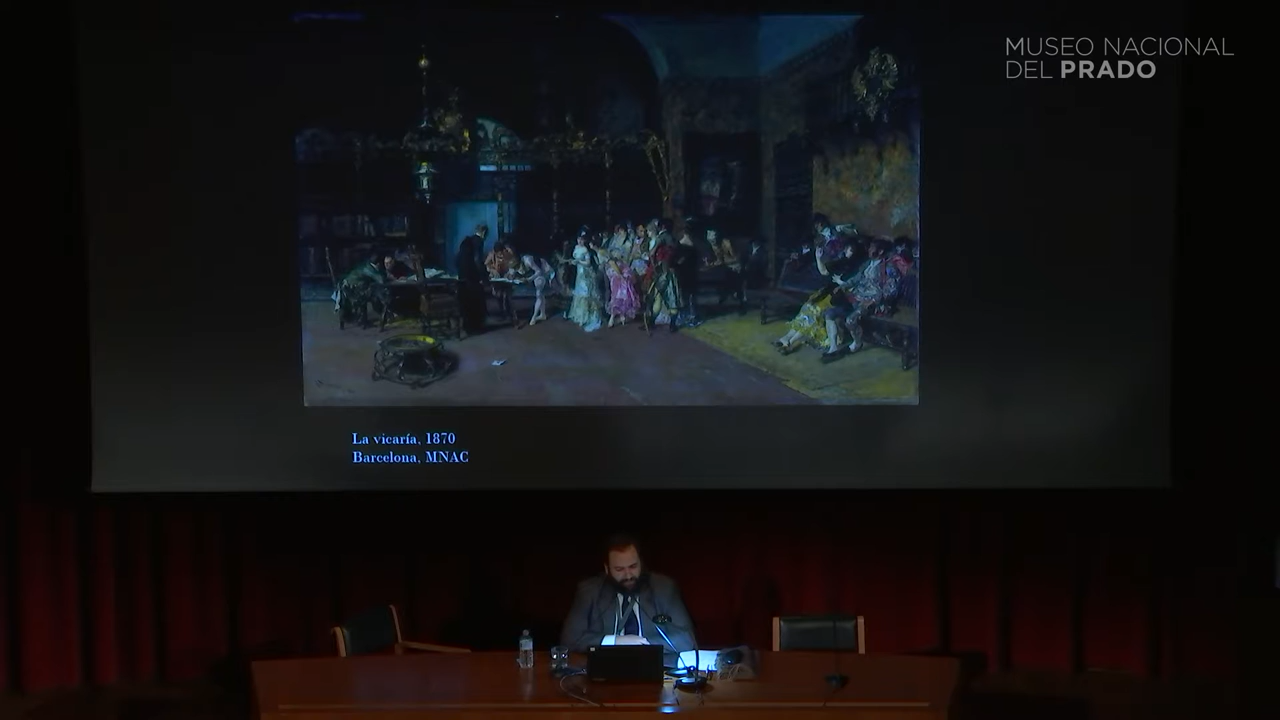 MUSEO NACIONAL
DEL PRADO
La vicaría, 1870
Barcelona, MNAC